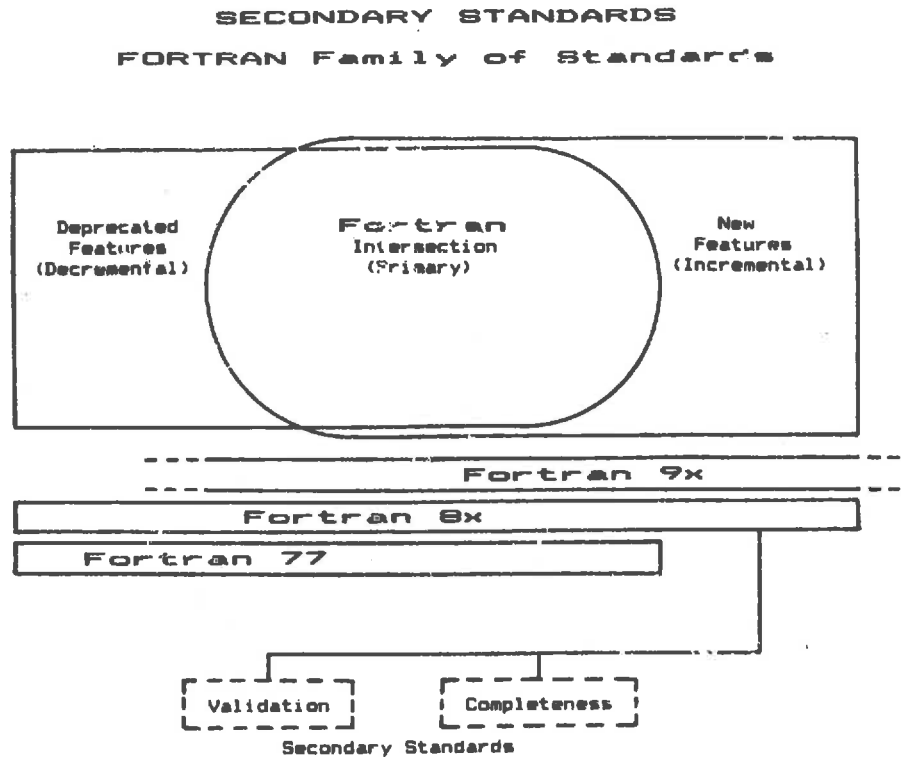 SECONDARY STANDARDS
FORTRAN Family of Standards
Deprecated
Features
(Decremental)
Fortran
Intersection
(Primary)
New
Features
(Incremental)
Fortran 9x
Fortran 8x
Fortran 77
Validation
Completeness
Secondary Standards